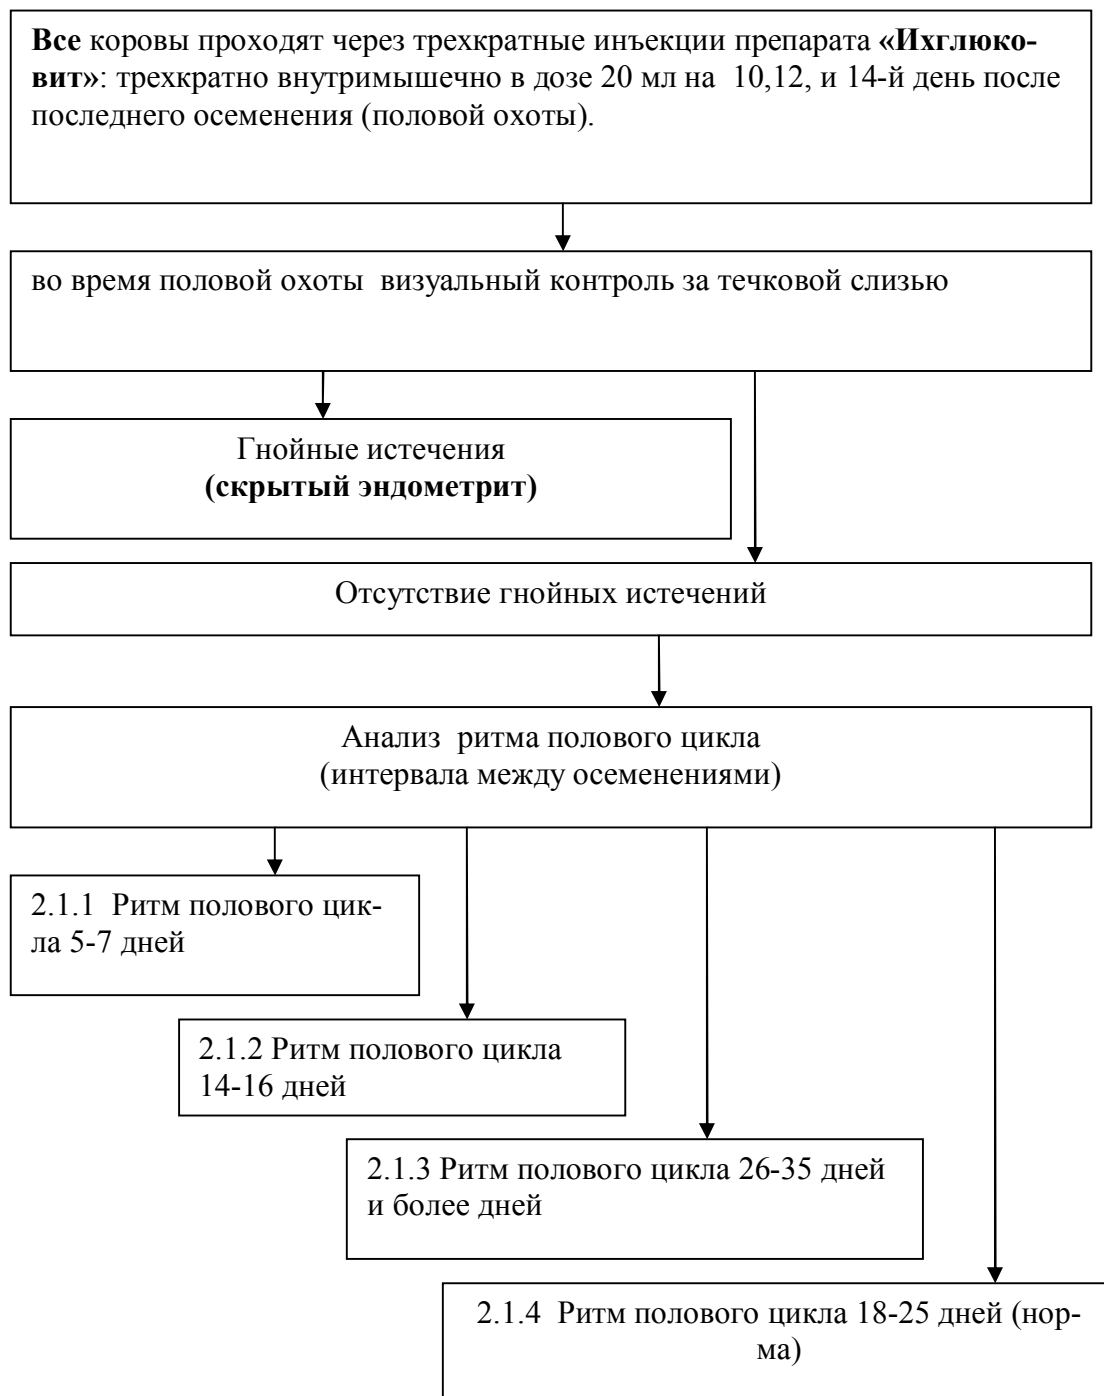 Все коровы проходят через трехкратные инъекции препарата «Ихглюко-
вит»: трехкратно внутримышечно в дозе 20 мл на 10,12, и 14-й день после
последнего осеменения (половой охоты).
во время половой охоты визуальный контроль за течковой слизью
Гнойные истечения
(скрытый эндометрит)
Отсутствие гнойных истечений
Анализ ритма полового цикла
(интервала между осеменениями)
2.1.1 Ритм полового цик-
ла 5-7 дней
2.1.2 Ритм полового цикла
14-16 дней
2.1.3 Ритм полового цикла 26-35 дней
и более дней
2.1.4 Ритм полового цикла 18-25 дней (нор-
ма)